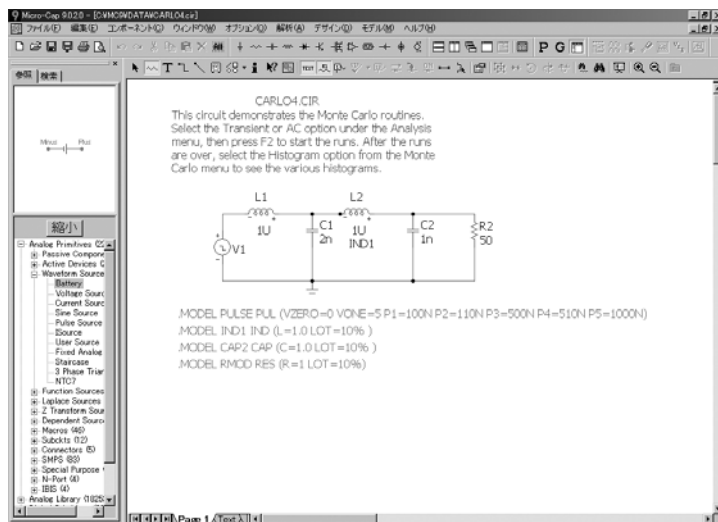 9 Micro-Cap 9.0.2.0 - [C:¥MC9¥DATA¥CARLO4.cir]
ファイル(F) 編集(E) コンポーネント(C) ウィンドウ(W) オプション(O) 解析(A) デザイン(D) モデル(M) ヘルプ(H)
P G
参照 検索
T
Minus Plus
縮小
Analog Primitives
Passive Compone
Active Devices
Waveform Source
Battery
Voltage Sourc
Current Sourc
Sine Source
Pulse Source
ISource
User Source
Fixed Analog
Staircase
3 Phase Triar
NTC?
Function Sources
Laplace Sources
Z Transform Sour
Dependent Source
Macros (46)
Subckts (12)
Connectors (5)
SMPS (83)
Special Purpose
N-Port (4)
IBIS (4)
Analog Library
CARLO4.CIR
This circuit demonstrates the Monte Carlo routines.
Select the Transient or AC option under the Analysis
menu, then press F2 to start the runs. After the runs
are over, select the Histogram option from the Monte
Carlo menu to see the various histograms.
L1 L2
1U
C1
2n
1U
IND1
C2
1n
R2
50
V1
.MODEL PULSE PUL (VZERO=0 VONE=5 P1=100N P2=110N P3=500N P4=510N P5=1000N)
.MODEL IND1 IND (L=1.0 LOT=10% )
.MODEL CAP2 CAP (C=1.0 LOT=10% )
.MODEL RMOD RES (R=1 LOT=10%)
Page 1 Text